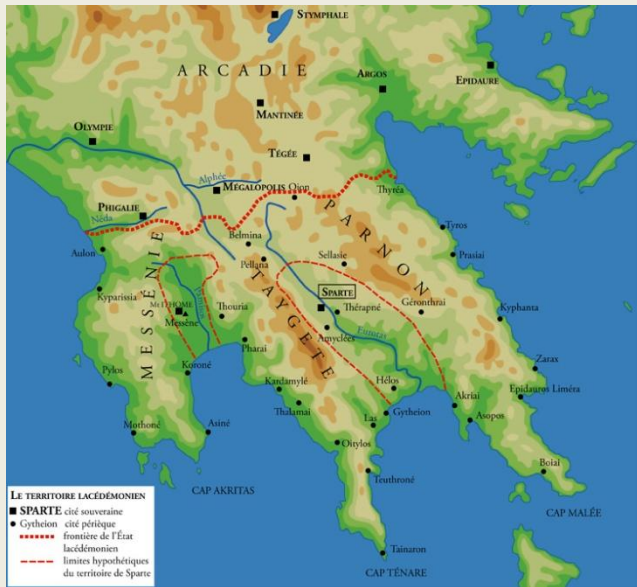 STYMPHALE
ARCADIE
ARGOS
EPIDAURE
MANTINÉE
OLYMPIE
TÉGÉE
Alphée
MÉGALOPOLIS
Oion
Thyréa
PHIGALIE
Néda
PARNON
Tyros
Belmina
Aulon
Pellana
Sellasie
Prasiai
MESSÉNIE
TAYGETE
Kyparissia
Mt ITHOME
Messène
Thouria
SPARTE
Thérapné
Géronthrai
Kyphanta
Amyclées
Eurotas
Pharai
Zarax
Pylos
Koroné
Kardamylé
Hélos
Akriai
Epidauros Liméra
Thalamai
Gytheion
Las
Asopos
Mothoné
Asiné
Oitylos
Teuthroné
Boiai
CAP AKRITAS
CAP MALÉE
Tainaron
CAP TÉNARE
LE TERRITOIRE LACÉDÉMONIEN
SPARTE cité souveraine
Gytheion cité périèque
frontière de l'État
lacédémonien
limites hypothétiques
du territoire de Sparte